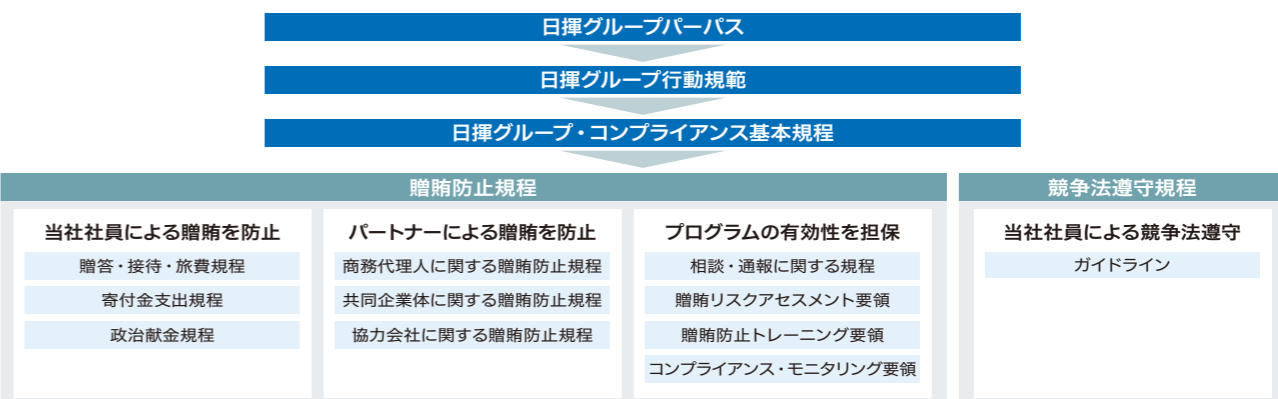 日揮グループパーパス
日揮グループ行動規範
日揮グループ・コンプライアンス基本規程
贈賄防止規程
当社社員による贈賄を防止
贈答・接待・旅費規程
寄付金支出規程
政治献金規程
パートナーによる贈賄を防止
商務代理人に関する贈賄防止規程
共同企業体に関する贈賄防止規程
協力会社に関する贈賄防止規程
プログラムの有効性を担保
相談・通報に関する規程
贈賄リスクアセスメント要領
贈賄防止トレーニング要領
コンプライアンス・モニタリング要領
競争法遵守規程
当社社員による競争法遵守
ガイドライン